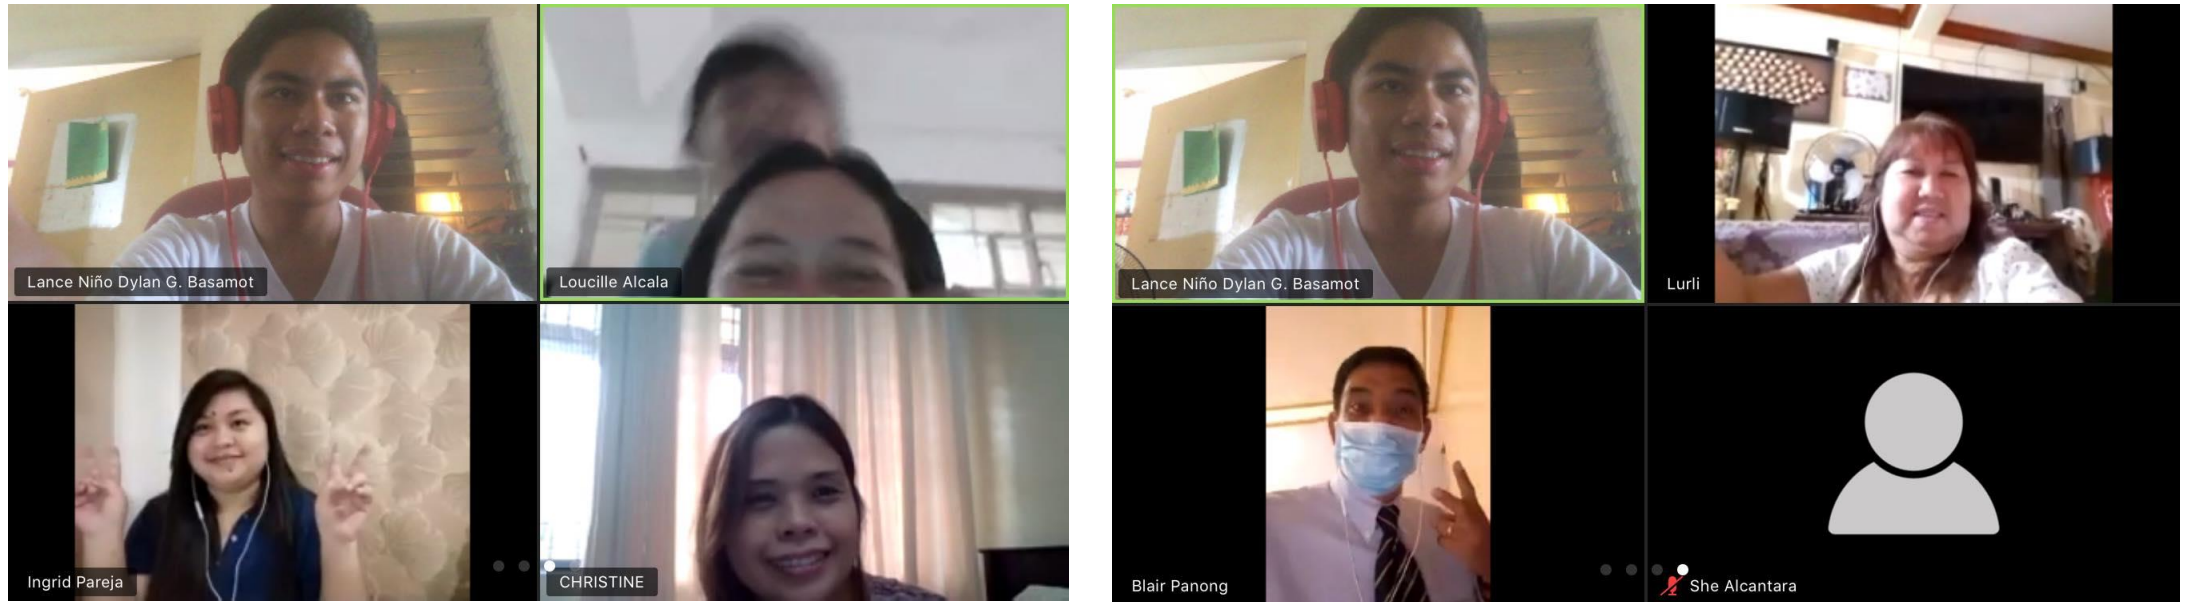 Lance Niño Dylan G. Basamot
Loucille Alcala
Ingrid Pareja
CHRISTINE
Lance Niño Dylan G. Basamot
Lurli
Blair Panong
She Alcantara